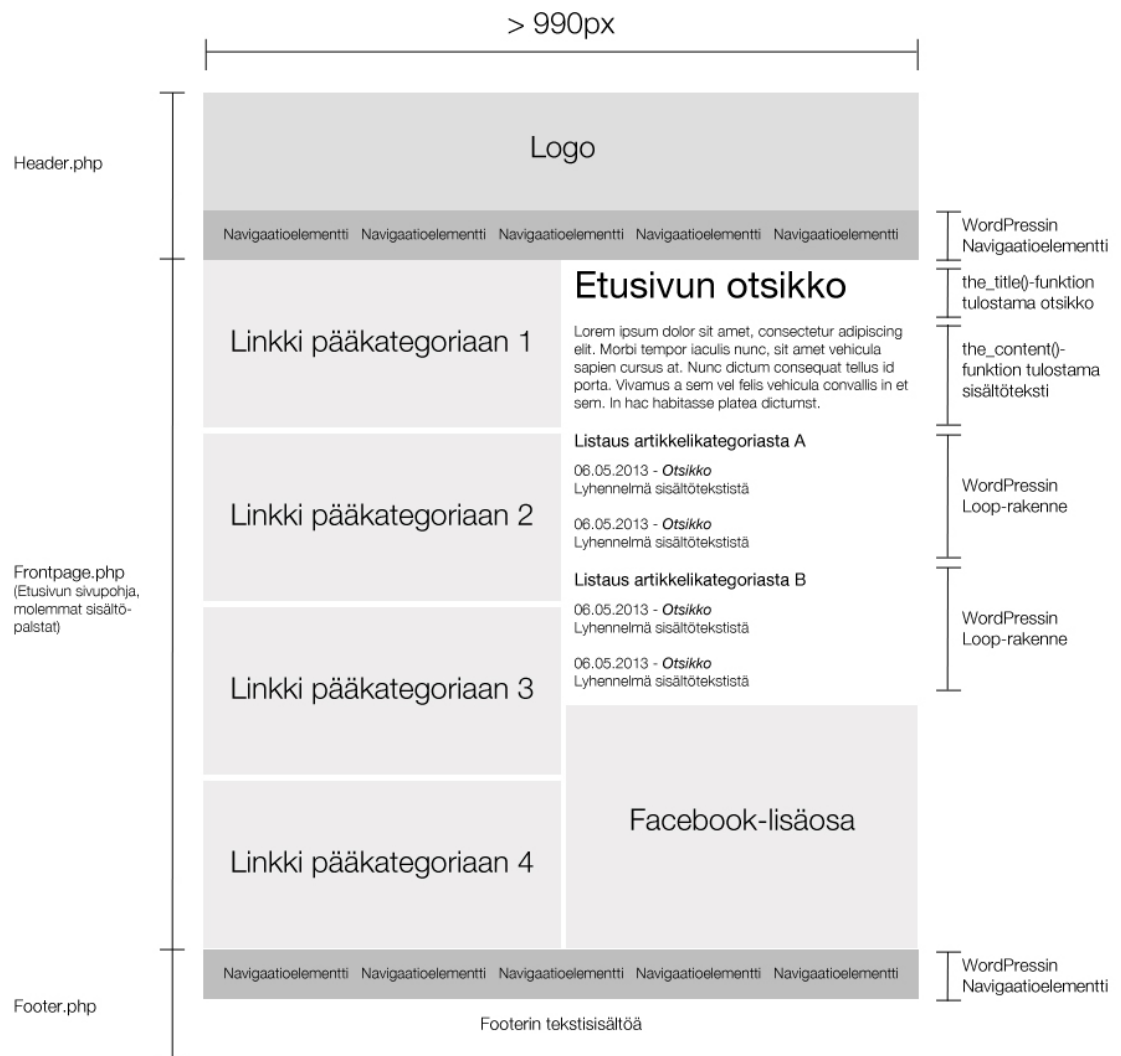 > 990px
Logo
Header.php
Navigaatioelementti Navigaatioelementti Navigaatioelementti Navigaatioelementti Navigaatioelementti
WordPressin
Navigaatioelementti
Linkki pääkategoriaan 1
Linkki pääkategoriaan 2
Linkki pääkategoriaan 3
Linkki pääkategoriaan 4
Frontpage.php
(Etusivun sivupohja,
molemmat sisältö-
palstat)
Etusivun otsikko
Lorem ipsum dolor sit amet, consectetur adipiscing
elit. Morbi tempor iaculis nunc, sit amet vehicula
sapien cursus at. Nunc dictum consequat tellus id
porta. Vivamus a sem vel felis vehicula convallis in et
sem. In hac habitasse platea dictumst.
Listaus artikkelikategoriasta A
06.05.2013 - Otsikko
Lyhennelmä sisältötekstistä
06.05.2013 - Otsikko
Lyhennelmä sisältötekstistä
Listaus artikkelikategoriasta B
06.05.2013 - Otsikko
Lyhennelmä sisältötekstistä
06.05.2013 - Otsikko
Lyhennelmä sisältötekstistä
Facebook-lisäosa
the_title()-funktion
tulostama otsikko
the_content()-
funktion tulostama
sisältöteksti
WordPressin
Loop-rakenne
WordPressin
Loop-rakenne
Navigaatioelementti Navigaatioelementti Navigaatioelementti Navigaatioelementti Navigaatioelementti
WordPressin
Navigaatioelementti
Footer.php
Footerin tekstisisältöä